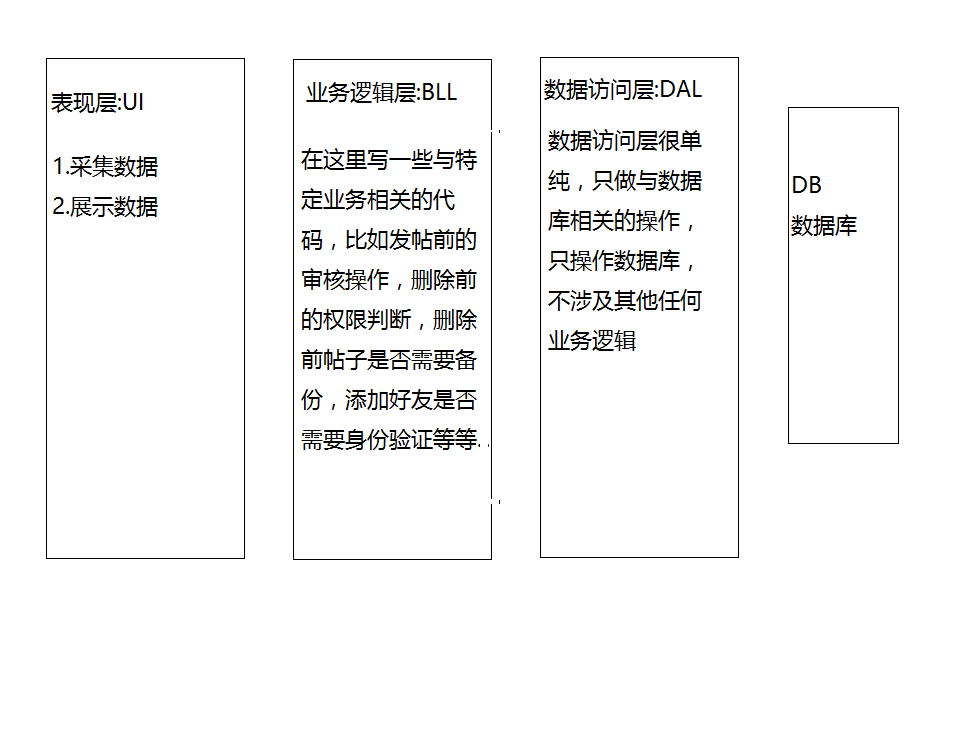 表现层:UI
1.采集数据
2.展示数据
业务逻辑层:BLL
在这里写一些与特
定业务相关的代
码，比如发帖前的
审核操作，删除前
的权限判断，删除
前帖子是否需要备
份，添加好友是否
需要身份验证等等..
数据访问层:DAL
数据访问层很单
纯，只做与数据
库相关的操作，
只操作数据库，
不涉及其他任何
业务逻辑
DB
数据库